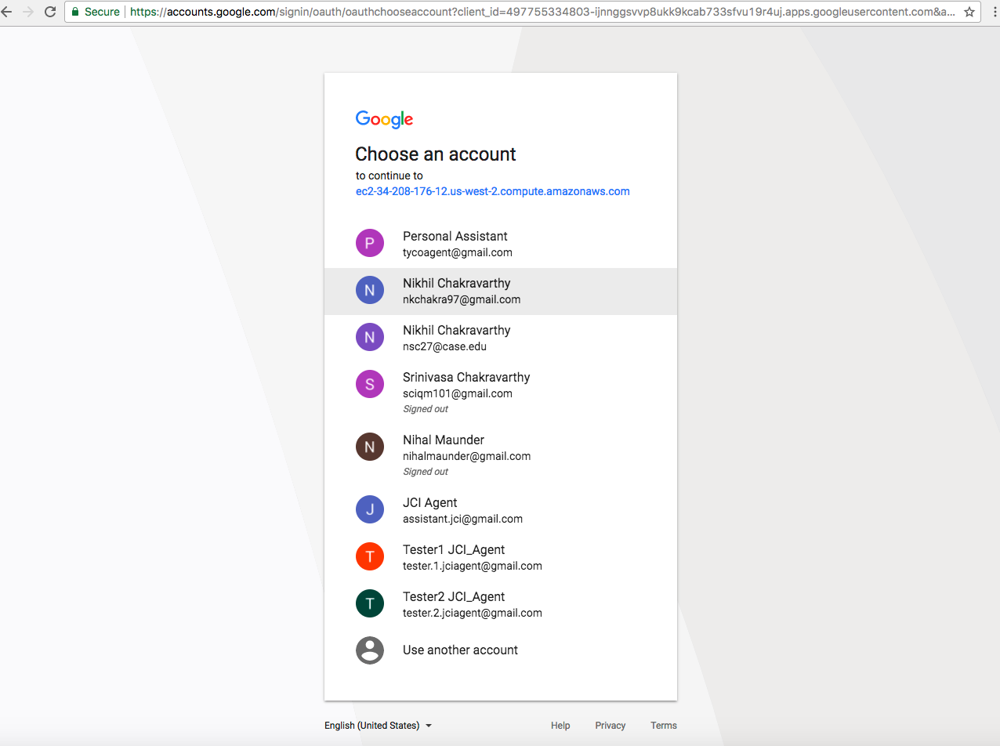 Secure https://accounts.google.com/signin/oauth/oauthchooseaccount?client_id=497755334803-ijnnggsvvp8ukk9kcab733sfvu19r4uj.apps.googleusercontent.com&a...
Google
Choose an account
to continue to
ec2-34-208-176-12.us-west-2.compute.amazonaws.com
P
Personal Assistant
tycoagent@gmail.com
N
Nikhil Chakravarthy
nkchakra97@gmail.com
N
Nikhil Chakravarthy
nsc27@case.edu
S
Srinivasa Chakravarthy
sciqm101@gmail.com
Signed out
N
Nihal Maunder
nihalmaunder@gmail.com
Signed out
J
JCI Agent
assistant.jci@gmail.com
T
Tester1 JCI_Agent
tester.1.jciagent@gmail.com
T
Tester2 JCI_Agent
tester.2.jciagent@gmail.com
Use another account
English (United States) Help Privacy Terms